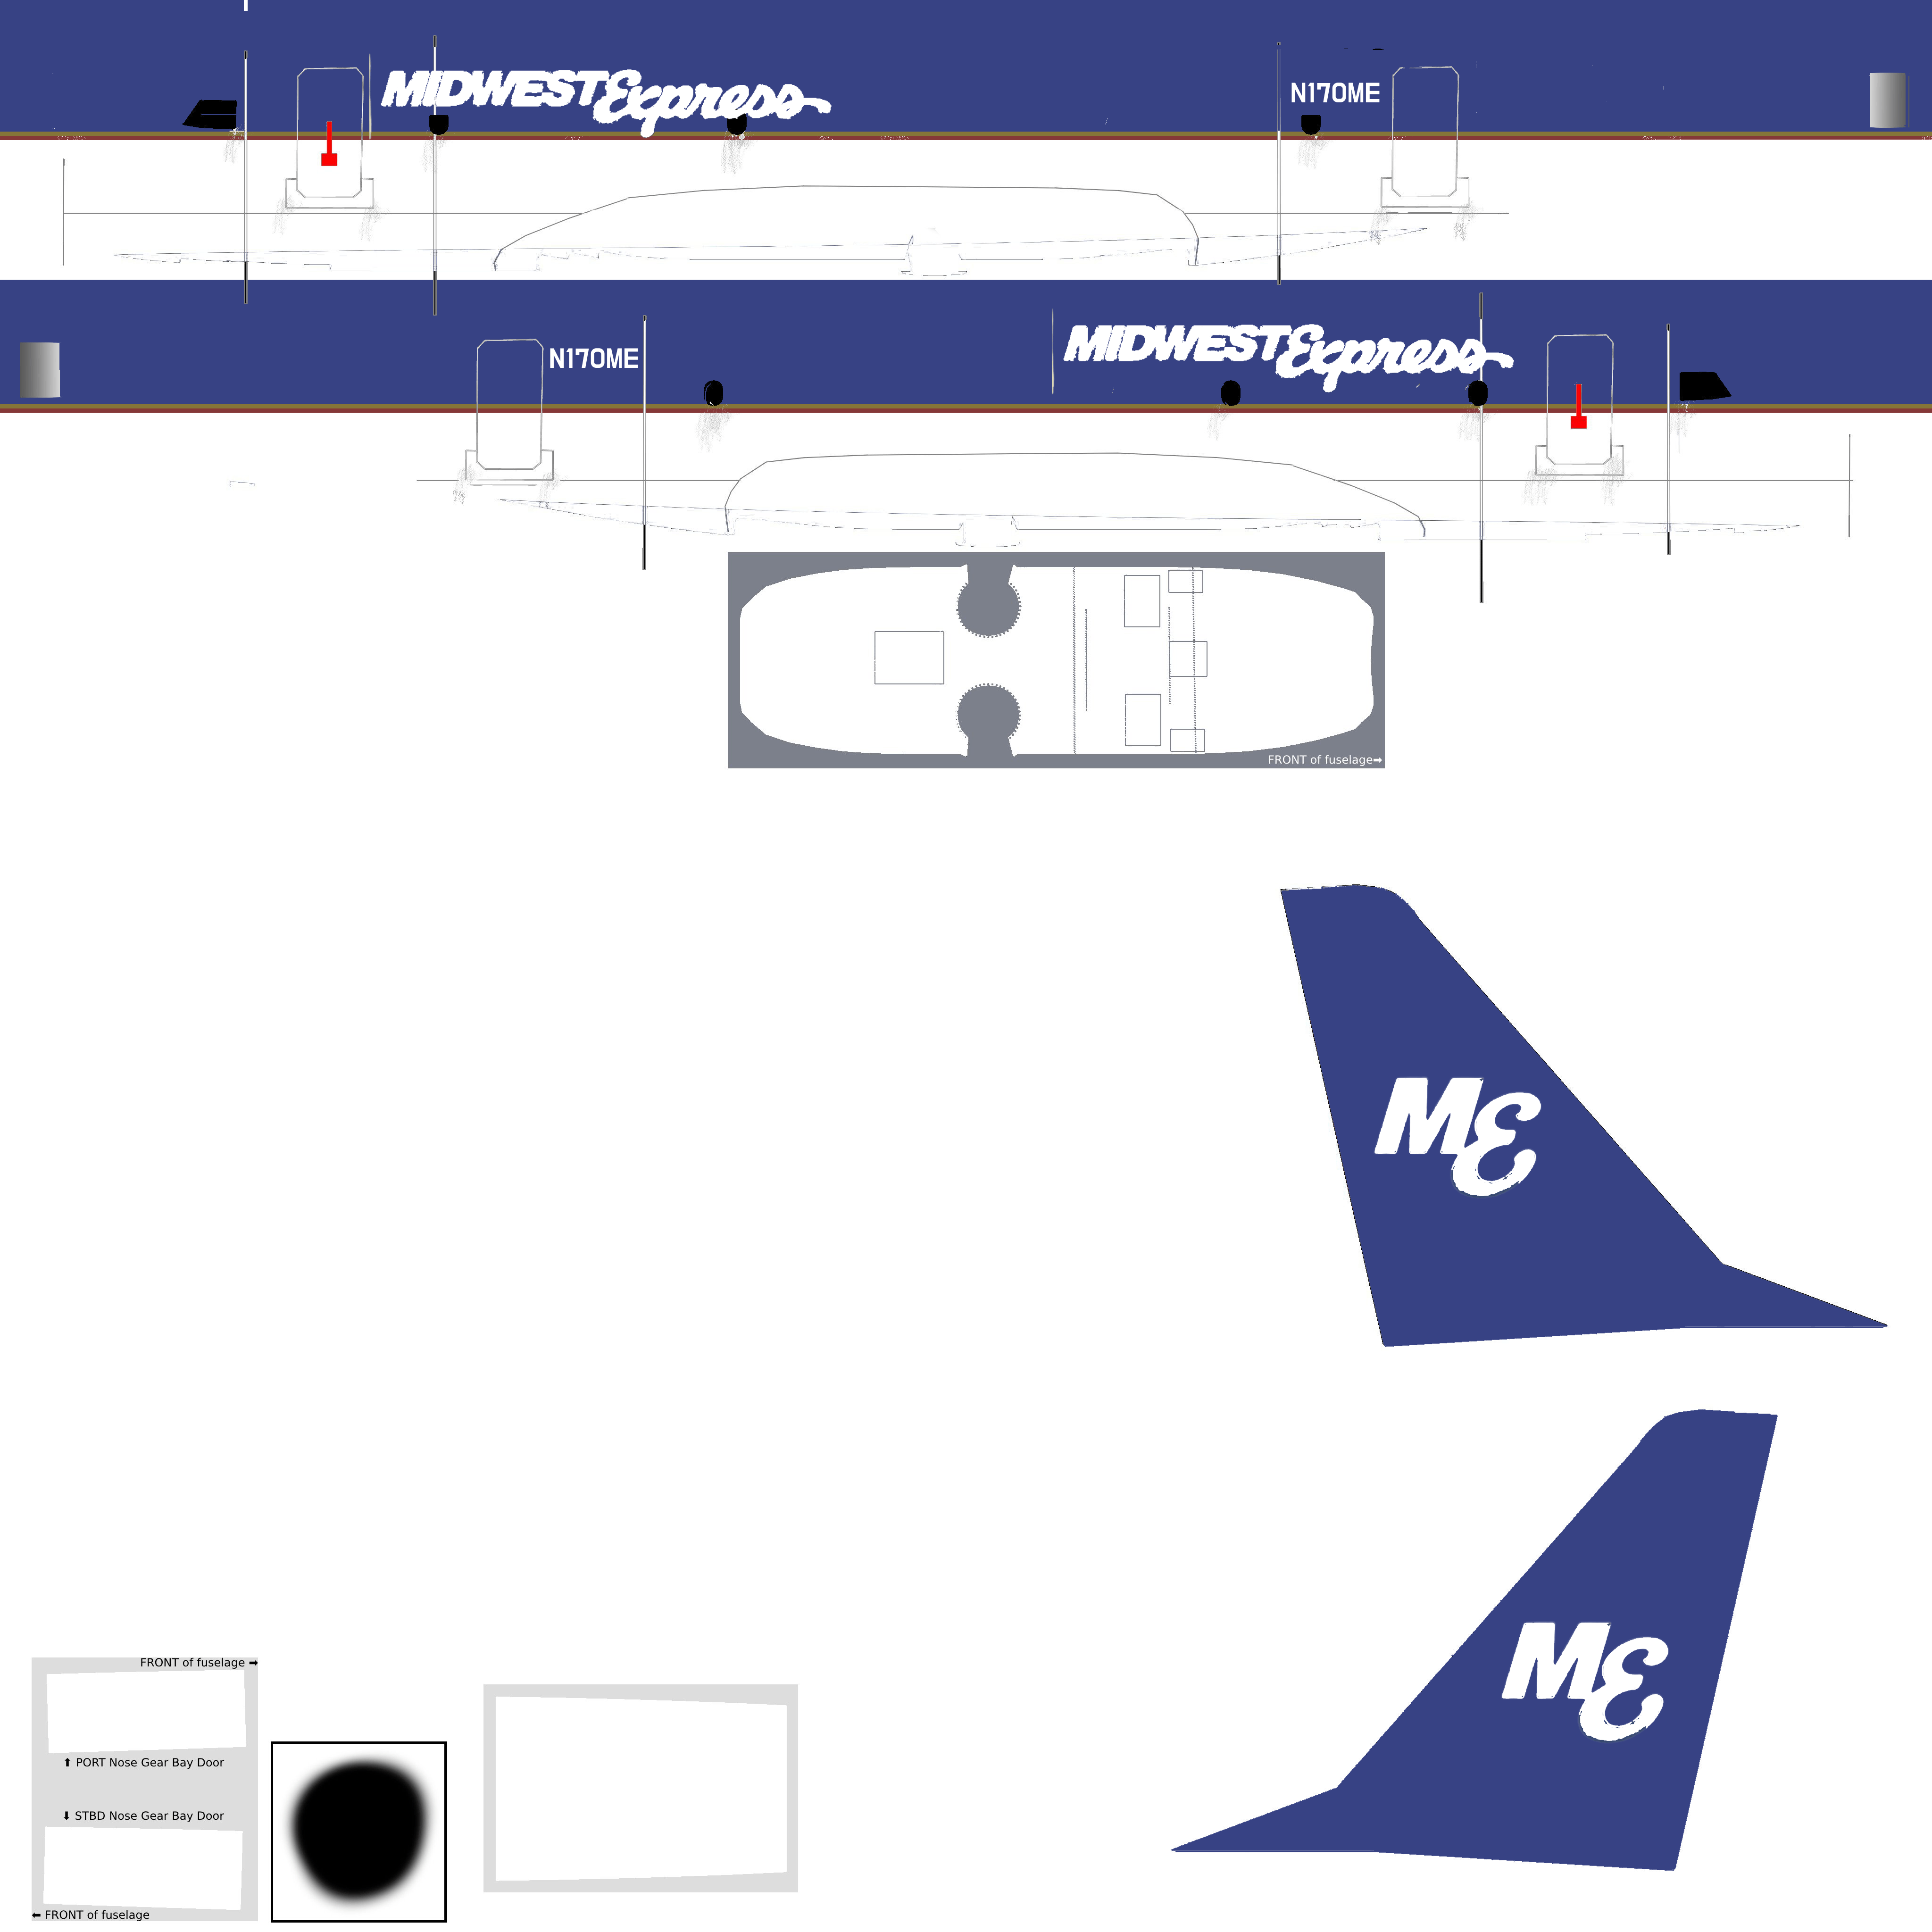 MIDWEST Express
N170ME
N170ME
MIDWEST Express
FRONT of fuselage➡
ME
ME
FRONT of fuselage ➡
⬆ PORT Nose Gear Bay Door
⬇ STBD Nose Gear Bay Door
⬅ FRONT of fuselage